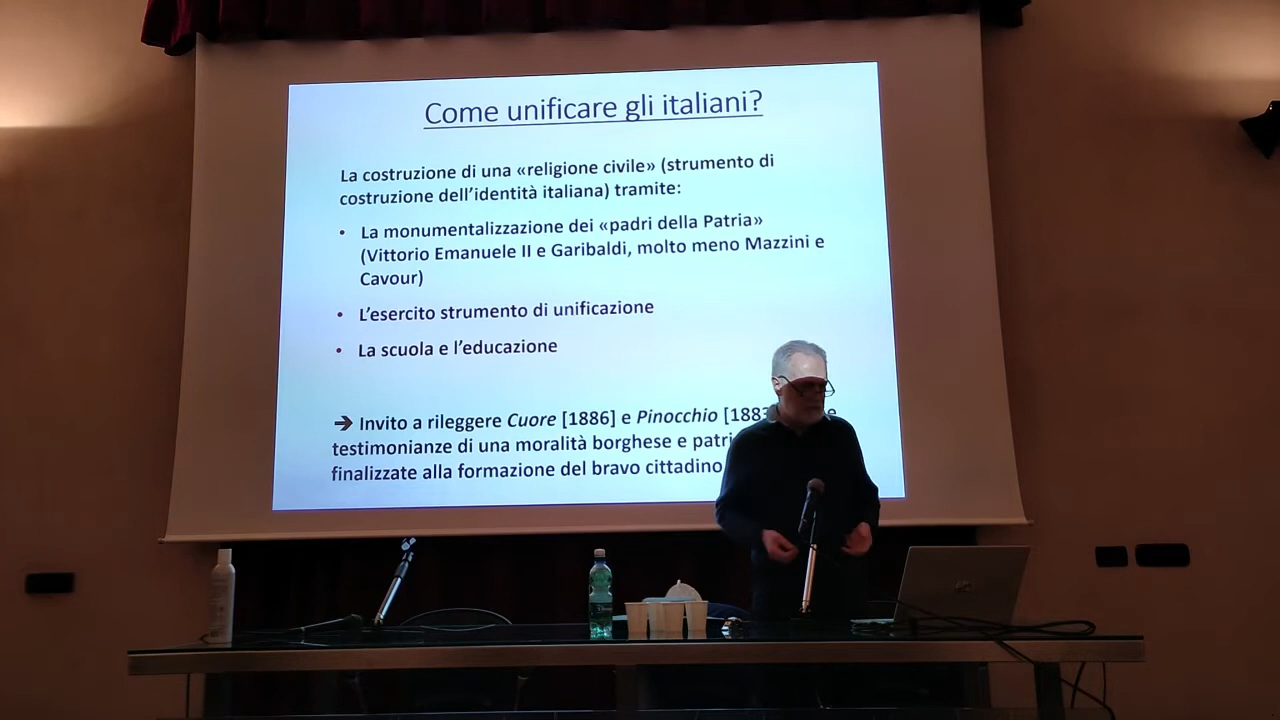 Come unificare gli italiani?
La costruzione di una «religione civile» (strumento di
costruzione dell'identità italiana) tramite:
• La monumentalizzazione dei «padri della Patria»
(Vittorio Emanuele II e Garibaldi, molto meno Mazzini e
Cavour)
• L'esercito strumento di unificazione
• La scuola e l'educazione
➔ Invito a rileggere Cuore [1886] e Pinocchio [1883
testimonianze di una moralità borghese e patri
finalizzate alla formazione del bravo cittadino